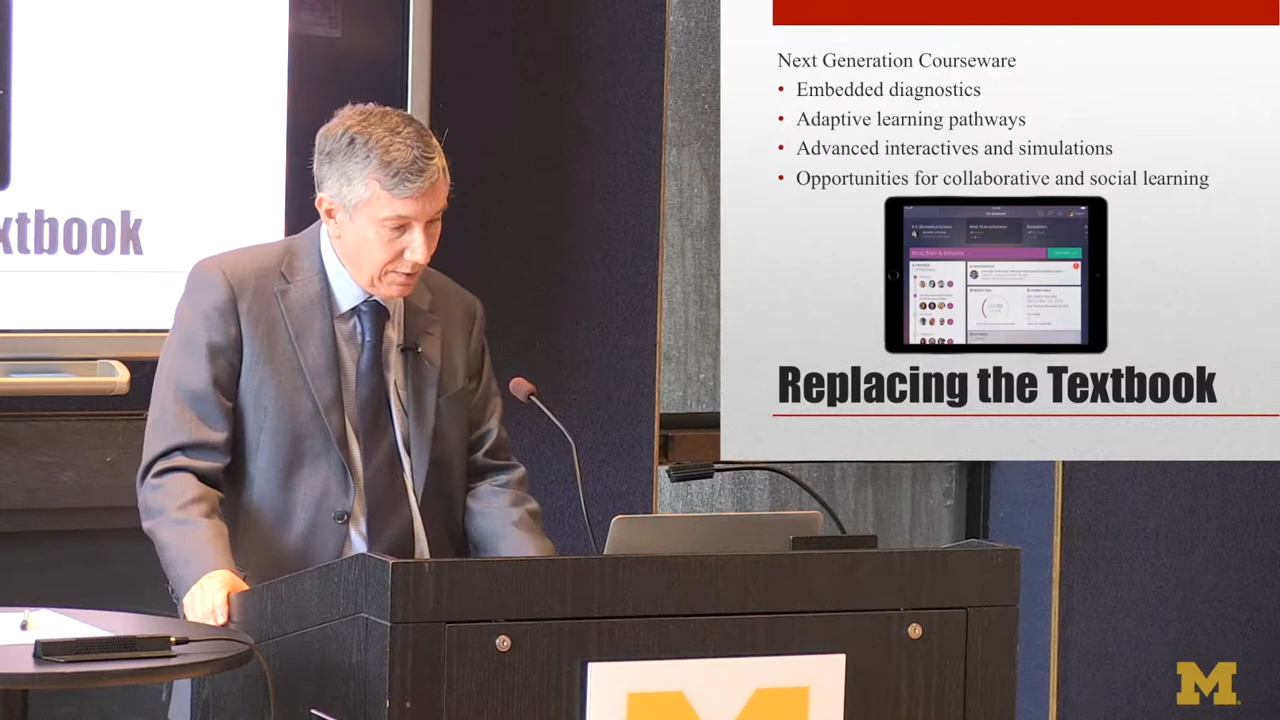 Next Generation Courseware
• Embedded diagnostics
• Adaptive learning pathways
• Advanced interactives and simulations
• Opportunities for collaborative and social learning
Replacing the Textbook
xtbook
M
M